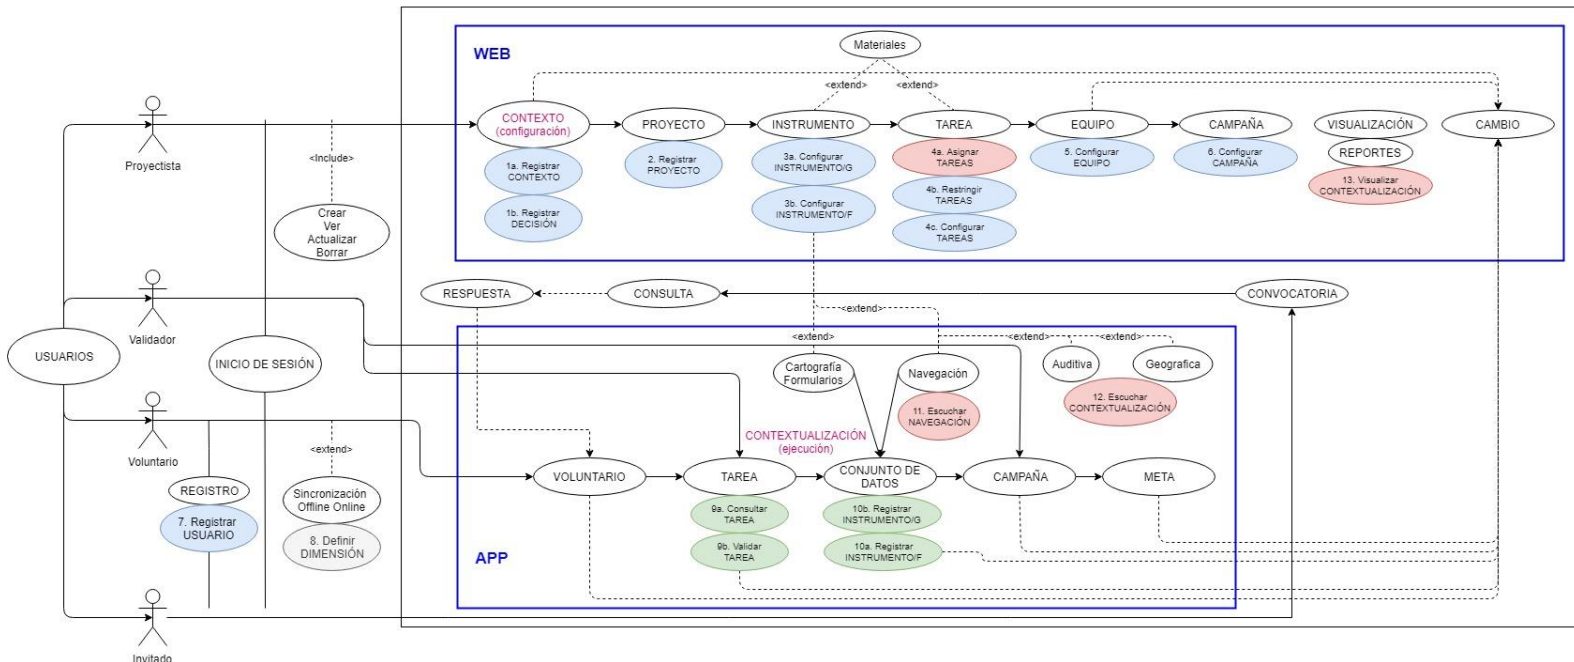 WEB
Materiales
<extend>
<extend>
CONTEXTO
(configuración)
PROYECTO
INSTRUMENTO
TAREA
EQUIPO
CAMPAÑA
VISUALIZACIÓN
CAMBIO
Proyectista
<Include>
1a. Registrar
CONTEXTO
2. Registrar
PROYECTO
3a. Configurar
INSTRUMENTO/G
4a. Asignar
TAREAS
5. Configurar
EQUIPO
6. Configurar
CAMPAÑA
REPORTES
13. Visualizar
CONTEXTUALIZACIÓN
1b. Registrar
DECISIÓN
3b. Configurar
INSTRUMENTO/F
4b. Restringir
TAREAS
4c. Configurar
TAREAS
Crear
Ver
Actualizar
Borrar
RESPUESTA
CONSULTA
CONVOCATORIA
<extend>
Validador
USUARIOS
INICIO DE SESIÓN
<extend>
<extend>
<extend>
Cartografía
Formularios
Navegación
Auditiva
Geografica
11. Escuchar
NAVEGACIÓN
12. Escuchar
CONTEXTUALIZACIÓN
CONTEXTUALIZACIÓN
(ejecución)
Voluntario
<extend>
VOLUNTARIO
TAREA
CONJUNTO DE
DATOS
CAMPAÑA
META
REGISTRO
7. Registrar
USUARIO
Sincronización
Offline Online
8. Definir
DIMENSIÓN
9a. Consultar
TAREA
9b. Validar
TAREA
10b. Registrar
INSTRUMENTO/G
10a. Registrar
INSTRUMENTO/F
APP
Invitado